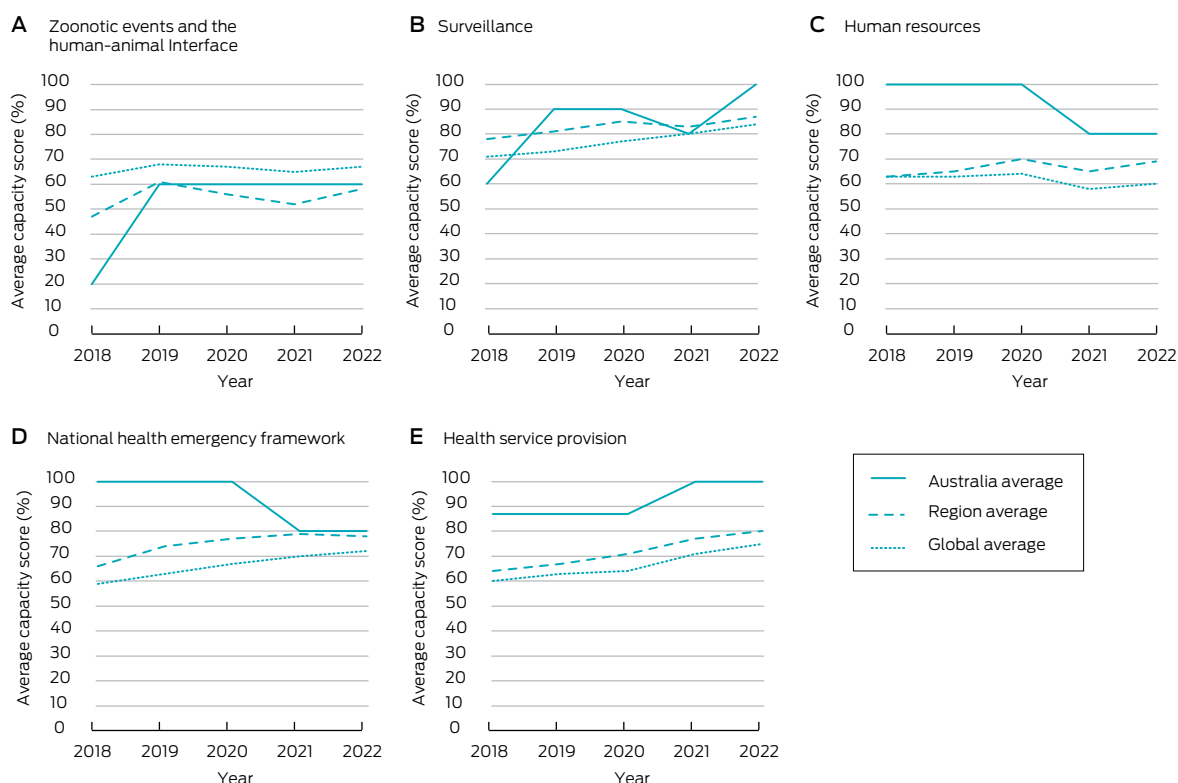 A Zoonotic events and the
human-animal Interface
Average capacity score (%)
100
90
80
70
60
50
40
30
20
10
0
2018 2019 2020 2021 2022
Year
B Surveillance
Average capacity score (%)
100
90
80
70
60
50
40
30
20
10
0
2018 2019 2020 2021 2022
Year
C Human resources
Average capacity score (%)
100
90
80
70
60
50
40
30
20
10
0
2018 2019 2020 2021 2022
Year
D National health emergency framework
Average capacity score (%)
100
90
80
70
60
50
40
30
20
10
0
2018 2019 2020 2021 2022
Year
E Health service provision
Average capacity score (%)
100
90
80
70
60
50
40
30
20
10
0
2018 2019 2020 2021 2022
Year
Australia average
Region average
Global average